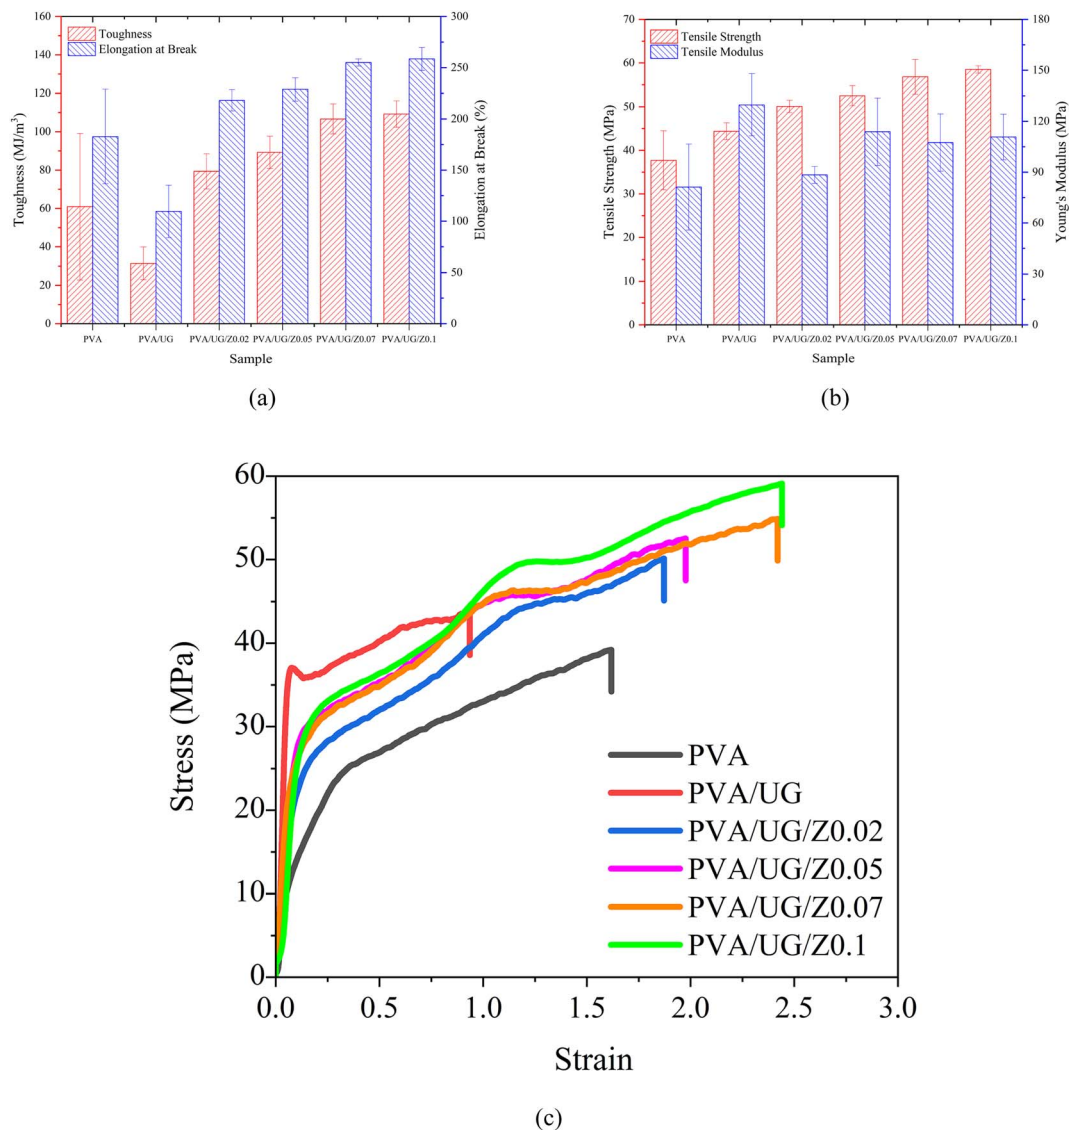 160
140
120
100
80
60
40
20
0
Toughness (MJ/m³)
Toughness
Elongation at Break
300
250
200
150
100
50
0
Elongation at Break (%)
PVA PVA/UG PVA/UG/Z0.02 PVA/UG/Z0.05 PVA/UG/Z0.07 PVA/UG/Z0.1
Sample
(a)
70
60
50
40
30
20
10
0
Tensile Strength (MPa)
Tensile Strength
Tensile Modulus
180
150
120
90
60
30
0
Young's Modulus (MPa)
PVA PVA/UG PVA/UG/Z0.02 PVA/UG/Z0.05 PVA/UG/Z0.07 PVA/UG/Z0.1
Sample
(b)
60
50
40
30
20
10
0
Stress (MPa)
PVA
PVA/UG
PVA/UG/Z0.02
PVA/UG/Z0.05
PVA/UG/Z0.07
PVA/UG/Z0.1
0.0 0.5 1.0 1.5 2.0 2.5 3.0
Strain
(c)